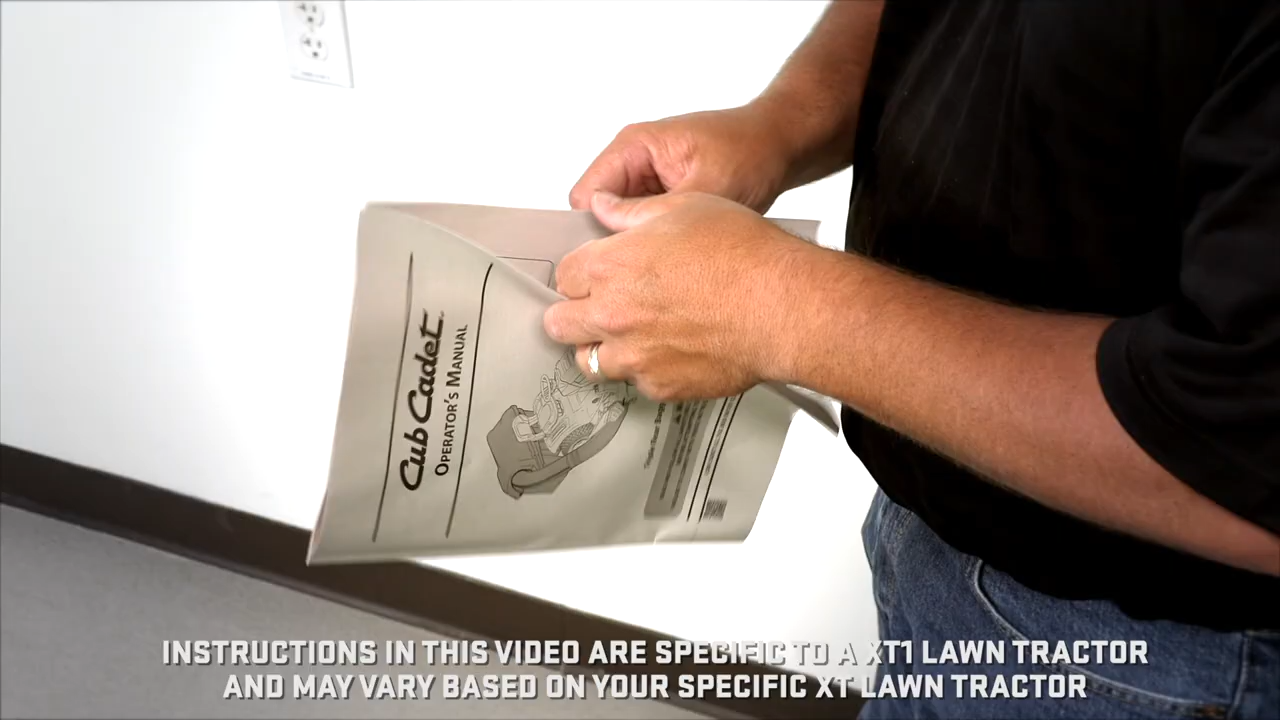 Cub Cadet
OPERATOR'S MANUAL
INSTRUCTIONS IN THIS VIDEO ARE SPECIFIC TO A XT1 LAWN TRACTOR
AND MAY VARY BASED ON YOUR SPECIFIC XT LAWN TRACTOR